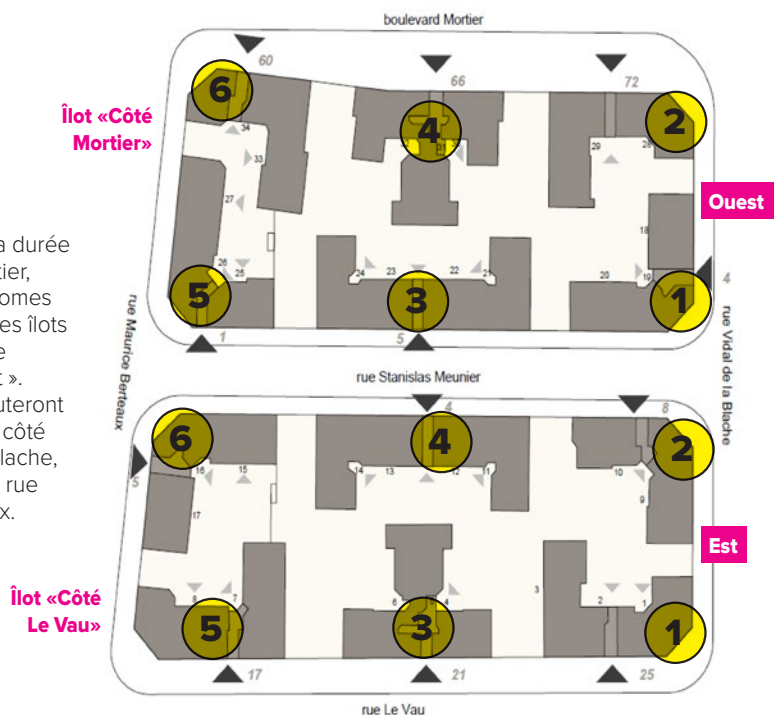 boulevard Mortier
60
66
72
6
4
2
Îlot «Côté
Mortier»
34
33
31
29
28
27
18
Ouest
26
25
24
23
22
21
20
19
4
5
3
1
1
5
rue Maurice Berteaux
rue Vidal de la Blache
a durée
tier,
omes
es îlots
e
t ».
uteront
côté
lache,
rue
x.
rue Stanislas Meunier
4
8
6
4
2
5
16
15
14
13
12
11
10
9
17
Est
Îlot «Côté
Le Vau»
8
7
6
4
3
2
1
5
3
1
17
21
25
rue Le Vau